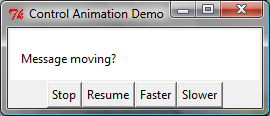 Control Animation Demo
Message moving?
Stop Resume Faster Slower